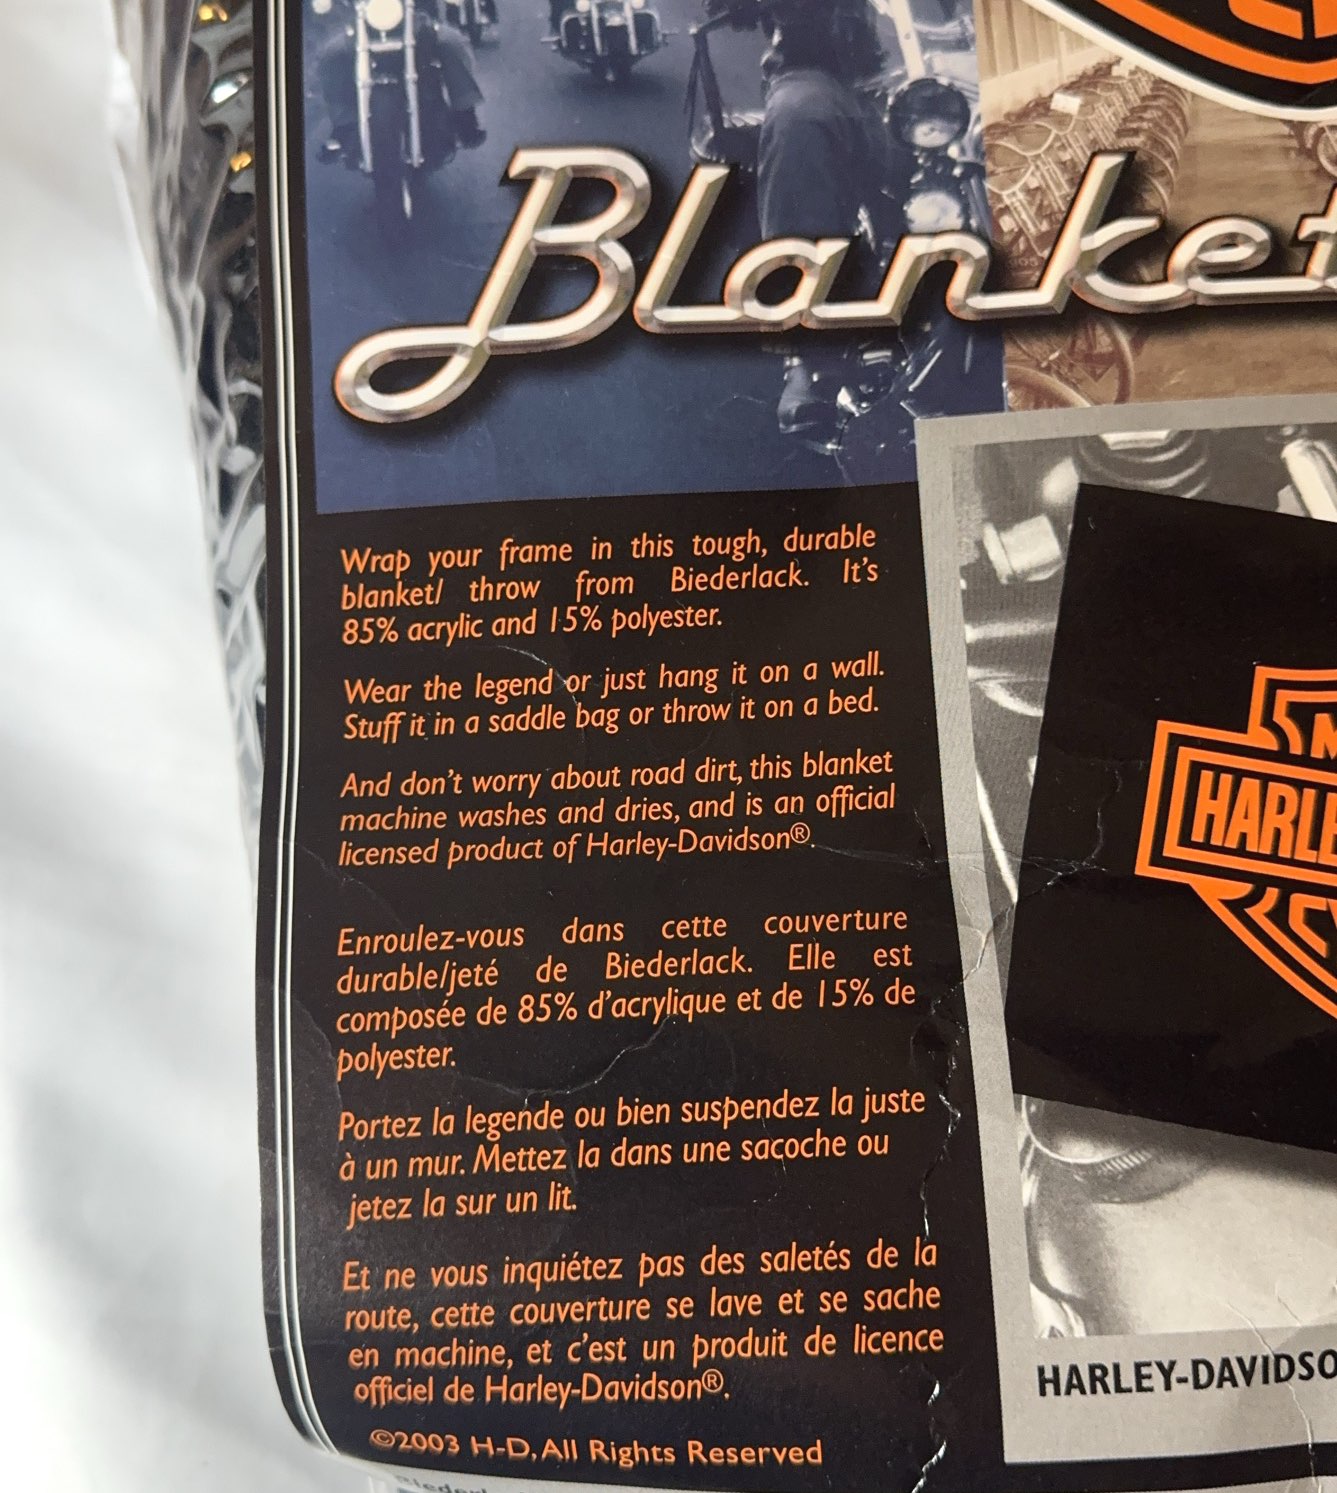 Blanket
Wrap your frame in this tough, durable
blanket/ throw from Biederlack. It's
85% acrylic and 15% polyester.
Wear the legend or just hang it on a wall.
Stuff it in a saddle bag or throw it on a bed.
And don't worry about road dirt, this blanket
machine washes and dries, and is an official
licensed product of Harley-Davidson®.
Enroulez-vous dans cette couverture
durable/jeté de Biederlack. Elle est
composée de 85% d'acrylique et de 15% de
polyester.
Portez la legende ou bien suspendez la juste
à un mur. Mettez la dans une sacoche ou
jetez la sur un lit.
Et ne vous inquiétez pas des saletés de la
route, cette couverture se lave et se sache
en machine, et c'est un produit de licence
officiel de Harley-Davidson®.
©2003 H-D, All Rights Reserved
HARLE
HARLEY-DAVIDSO